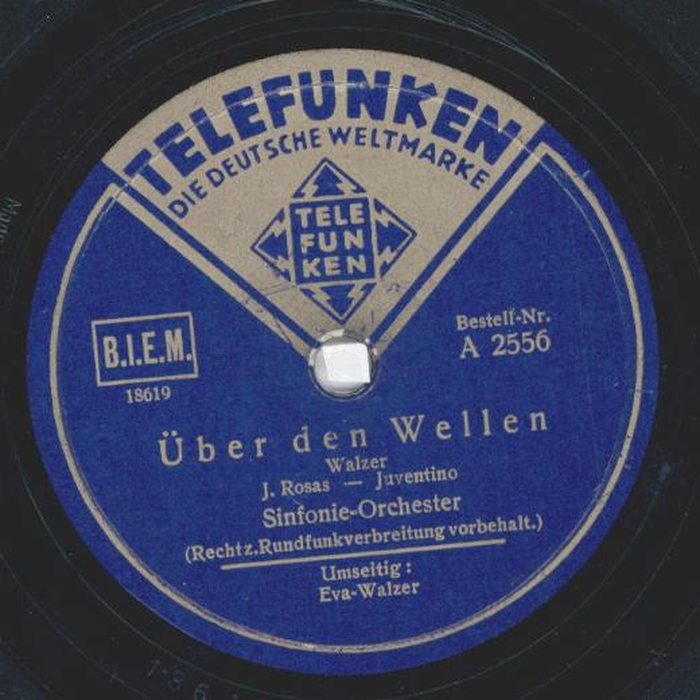 TELEFUNKEN
DIE DEUTSCHE WELTMARKE
TELE
FUN
KEN
B.I.E.M.
18619
Bestell-Nr.
A 2556
Über den Wellen
Walzer
J. Rosas — Juventino
Sinfonie-Orchester
(Recht z. Rundfunkverbreitung vorbehalt.)
Umseitig:
Eva-Walzer